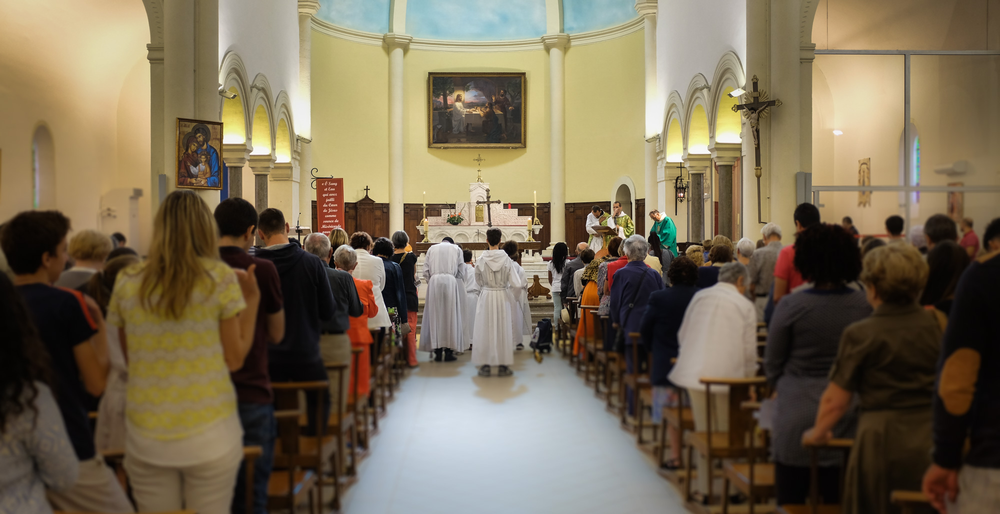 « Ô Sang
et Eau
qui avez
jailli
du Cœur
de Jésus
comme
source de
Miséricorde
pour